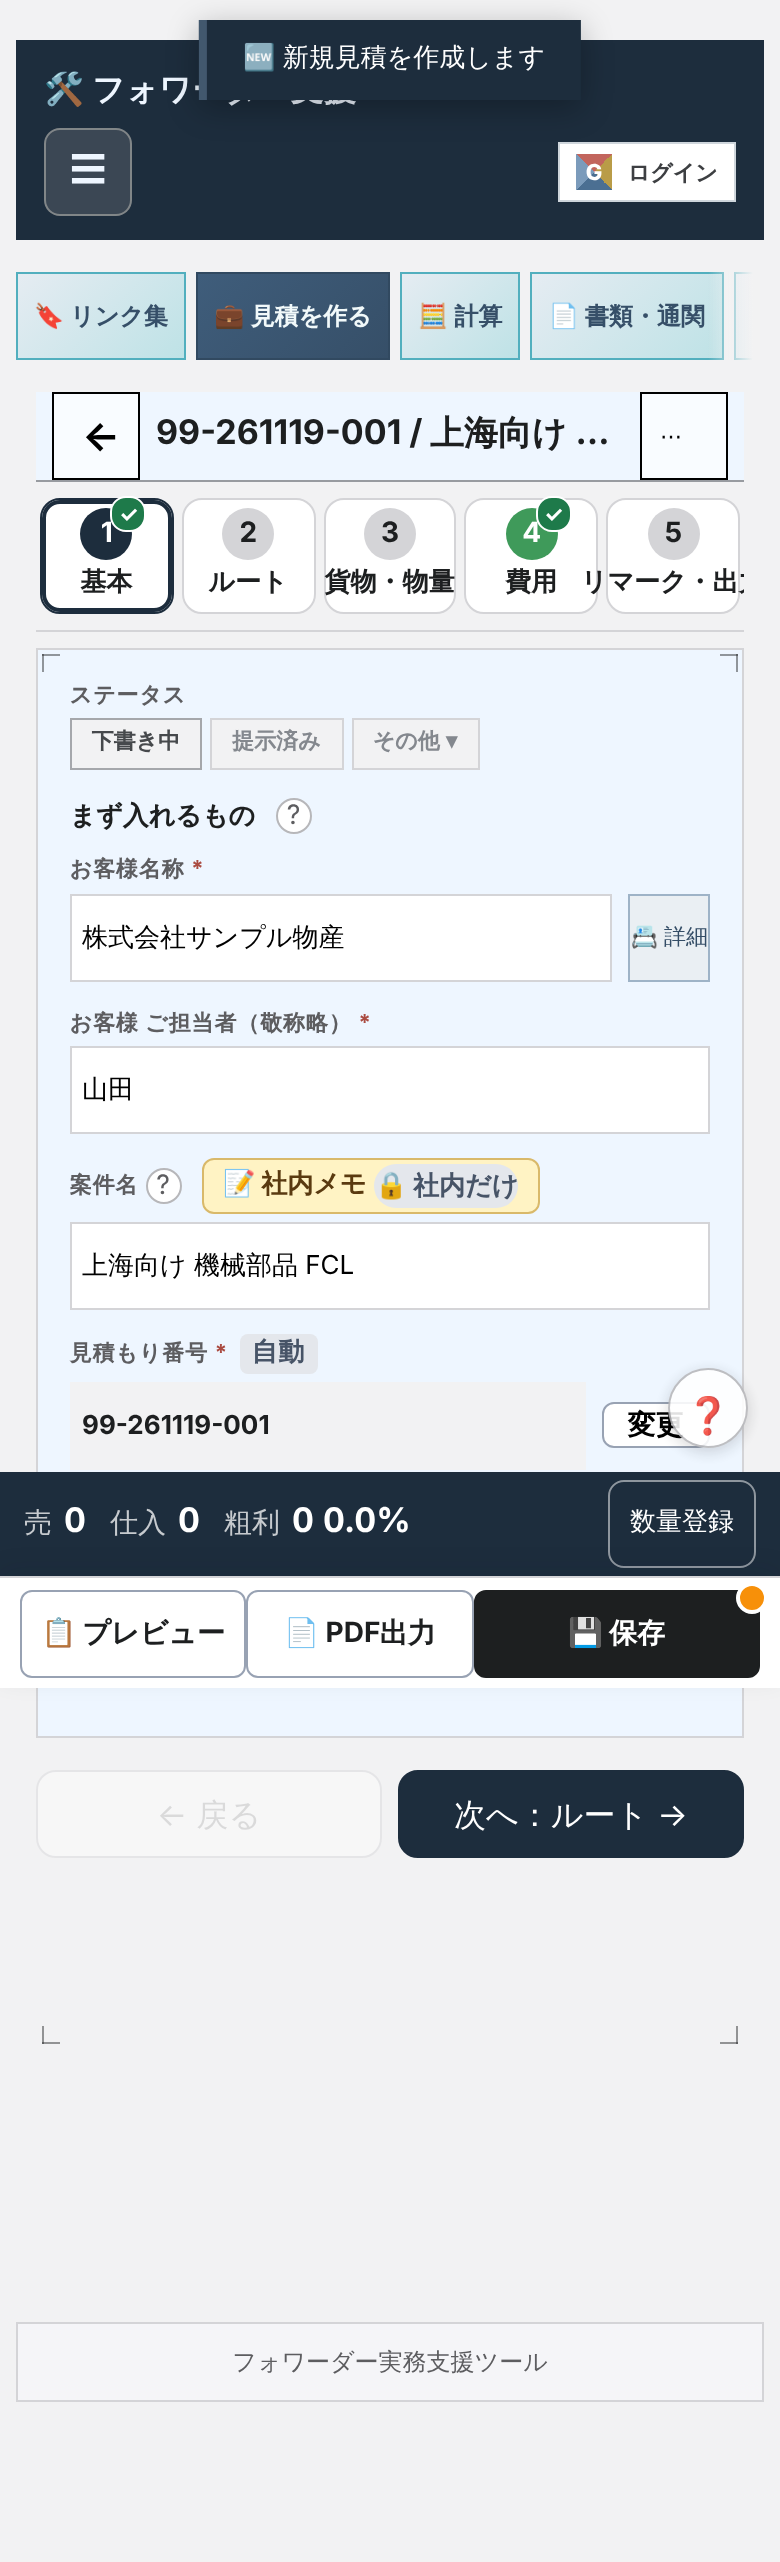 🆕 新規見積を作成します
🛠️ フォワ
☰
G ログイン
🔖 リンク集
💼 見積を作る
🧮 計算
📄 書類・通関
←
99-261119-001 / 上海向け …
…
1 基本
2 ルート
3 貨物・物量
4 費用
5 リマーク・出
ステータス
下書き中
提示済み
その他 ▾
まず入れるもの ?
お客様名称 *
株式会社サンプル物産
📇 詳細
お客様 ご担当者（敬称略） *
山田
案件名 ? 📝 社内メモ 🔒 社内だけ
上海向け 機械部品 FCL
見積もり番号 * 自動
99-261119-001
変更
❓
売 0 仕入 0 粗利 0 0.0%
数量登録
📋 プレビュー
📄 PDF出力
💾 保存
← 戻る
次へ：ルート →
フォワーダー実務支援ツール